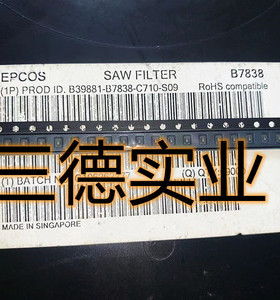 EPCOS SAW FILTER B7838
(1P) PROD ID. B39881-B7838-C710-S09 RoHS compatible
三德实业
(1) BATCH
(Q) Q
MADE IN SINGAPORE